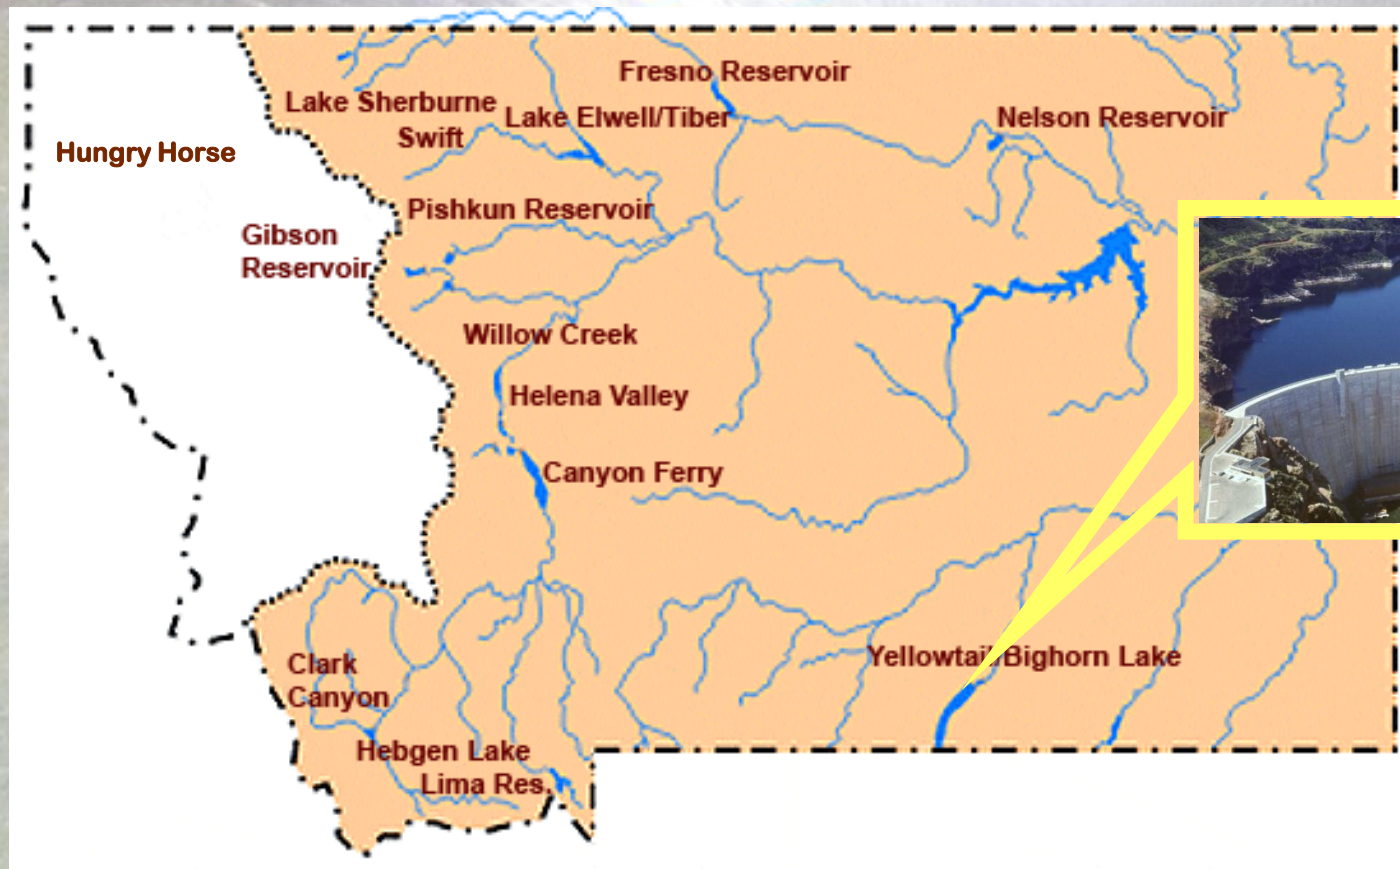 Fresno Reservoir
Lake Sherburne
Lake Elwell/Tiber
Nelson Reservoir
Swift
Hungry Horse
Pishkun Reservoir
Gibson
Reservoir
Willow Creek
Helena Valley
Canyon Ferry
Yellowtail/Bighorn Lake
Clark
Canyon
Hebgen Lake
Lima Res.